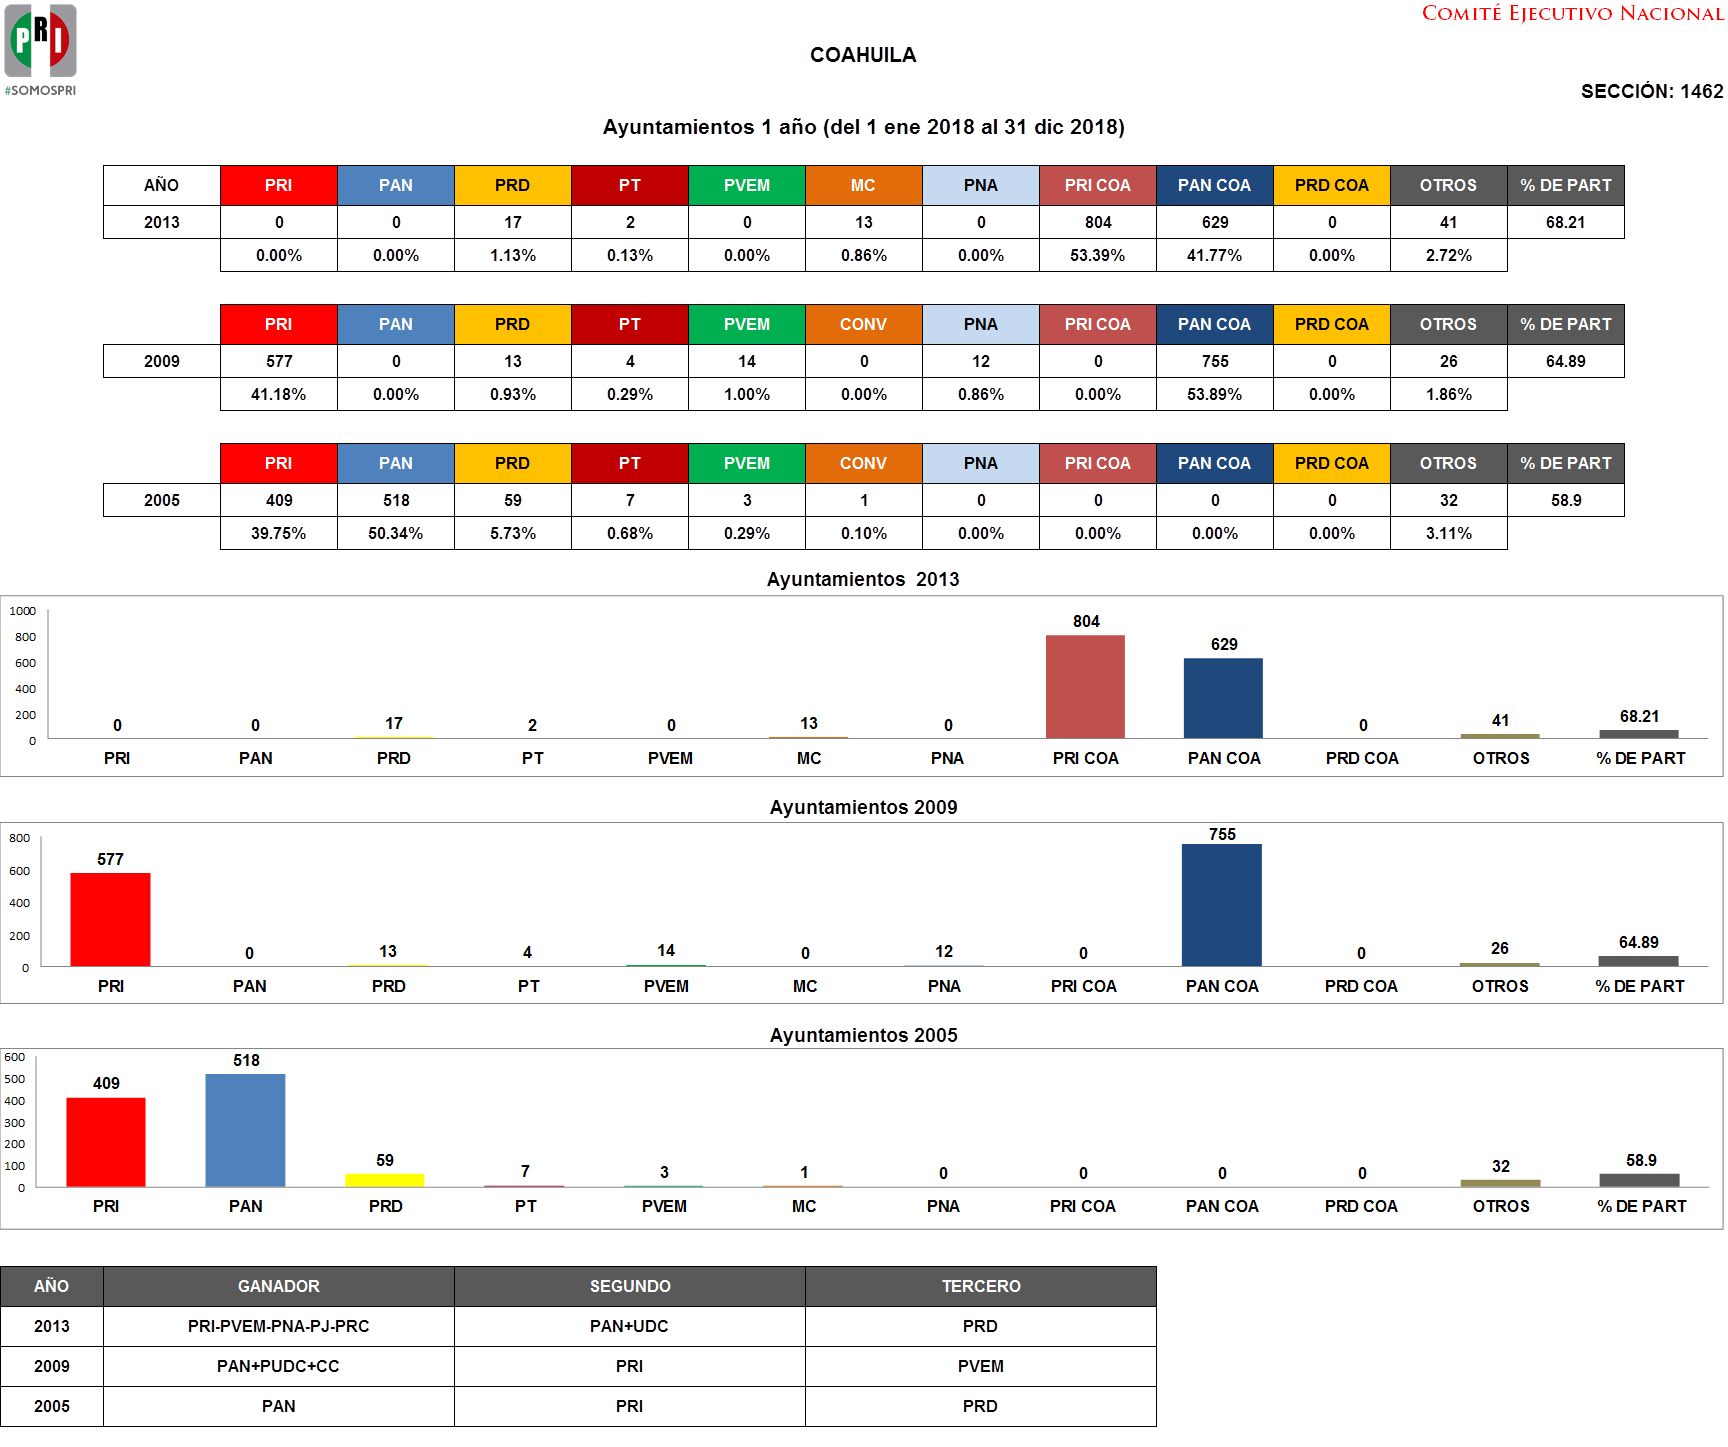 PRI
#SOMOSPRI
COMITÉ EJECUTIVO NACIONAL
COAHUILA
SECCIÓN: 1462
Ayuntamientos 1 año (del 1 ene 2018 al 31 dic 2018)
AÑO PRI PAN PRD PT PVEM MC PNA PRI COA PAN COA PRD COA OTROS % DE PART
2013 0 0 17 2 0 13 0 804 629 0 41 68.21
0.00% 0.00% 1.13% 0.13% 0.00% 0.86% 0.00% 53.39% 41.77% 0.00% 2.72%
PRI PAN PRD PT PVEM CONV PNA PRI COA PAN COA PRD COA OTROS % DE PART
2009 577 0 13 4 14 0 12 0 755 0 26 64.89
41.18% 0.00% 0.93% 0.29% 1.00% 0.00% 0.86% 0.00% 53.89% 0.00% 1.86%
PRI PAN PRD PT PVEM CONV PNA PRI COA PAN COA PRD COA OTROS % DE PART
2005 409 518 59 7 3 1 0 0 0 0 32 58.9
39.75% 50.34% 5.73% 0.68% 0.29% 0.10% 0.00% 0.00% 0.00% 0.00% 3.11%
Ayuntamientos 2013
1000
800
600
400
200
0
0 0 17 2 0 13 0 804 629 0 41 68.21
PRI PAN PRD PT PVEM MC PNA PRI COA PAN COA PRD COA OTROS % DE PART
Ayuntamientos 2009
800
600
400
200
0
577 0 13 4 14 0 12 0 755 0 26 64.89
PRI PAN PRD PT PVEM MC PNA PRI COA PAN COA PRD COA OTROS % DE PART
Ayuntamientos 2005
600
500
400
300
200
100
0
409 518 59 7 3 1 0 0 0 0 32 58.9
PRI PAN PRD PT PVEM MC PNA PRI COA PAN COA PRD COA OTROS % DE PART
AÑO GANADOR SEGUNDO TERCERO
2013 PRI-PVEM-PNA-PJ-PRC PAN+UDC PRD
2009 PAN+PUDC+CC PRI PVEM
2005 PAN PRI PRD